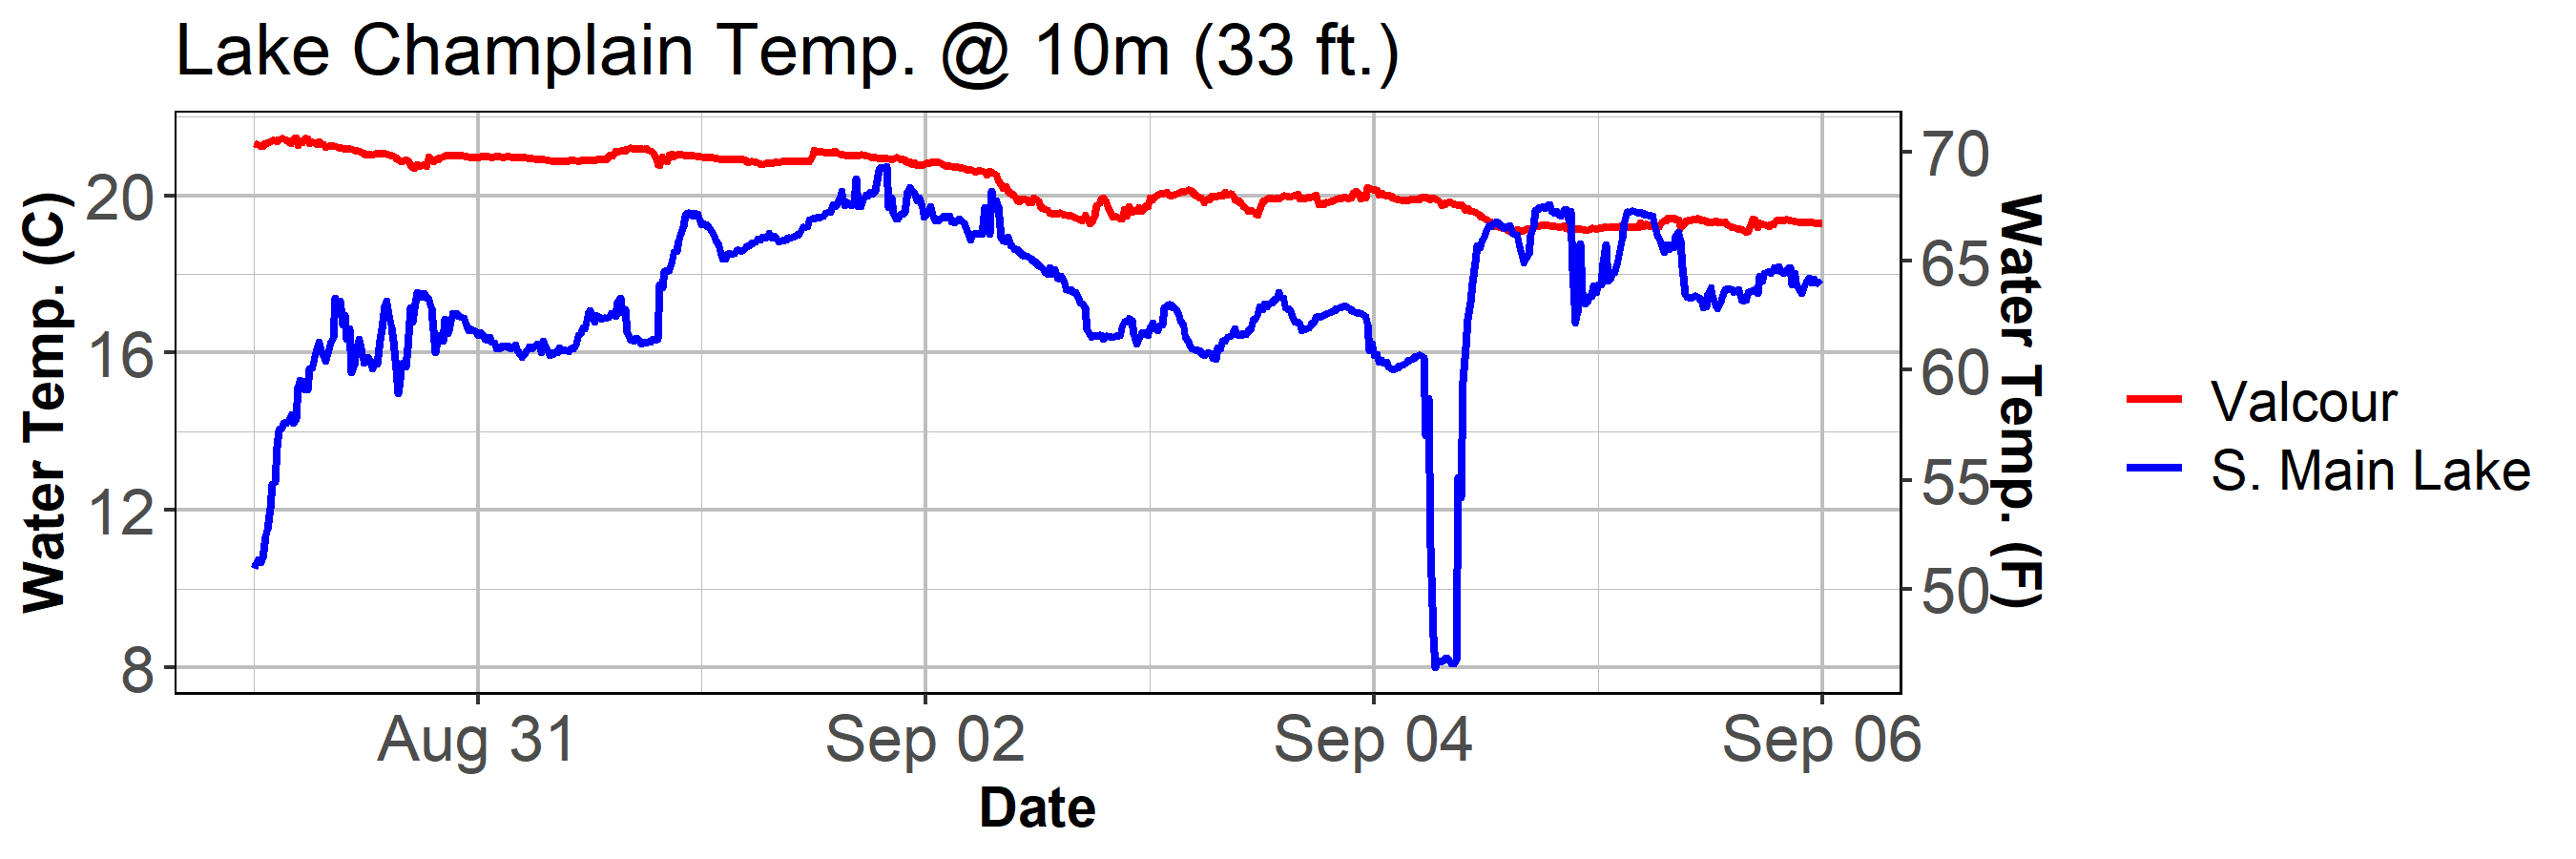 Lake Champlain Temp. @ 10m (33 ft.)
Water Temp. (C)
20
16
12
8
70
65
60
55
50
Water Temp. (F)
Aug 31
Sep 02
Sep 04
Sep 06
Date
Valcour
S. Main Lake